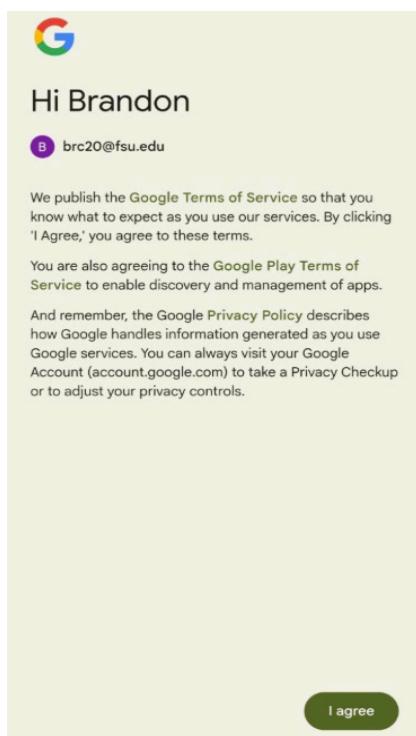 Hi Brandon
B brc20@fsu.edu
We publish the Google Terms of Service so that you
know what to expect as you use our services. By clicking
'I Agree,' you agree to these terms.
You are also agreeing to the Google Play Terms of
Service to enable discovery and management of apps.
And remember, the Google Privacy Policy describes
how Google handles information generated as you use
Google services. You can always visit your Google
Account (account.google.com) to take a Privacy Checkup
or to adjust your privacy controls.
I agree